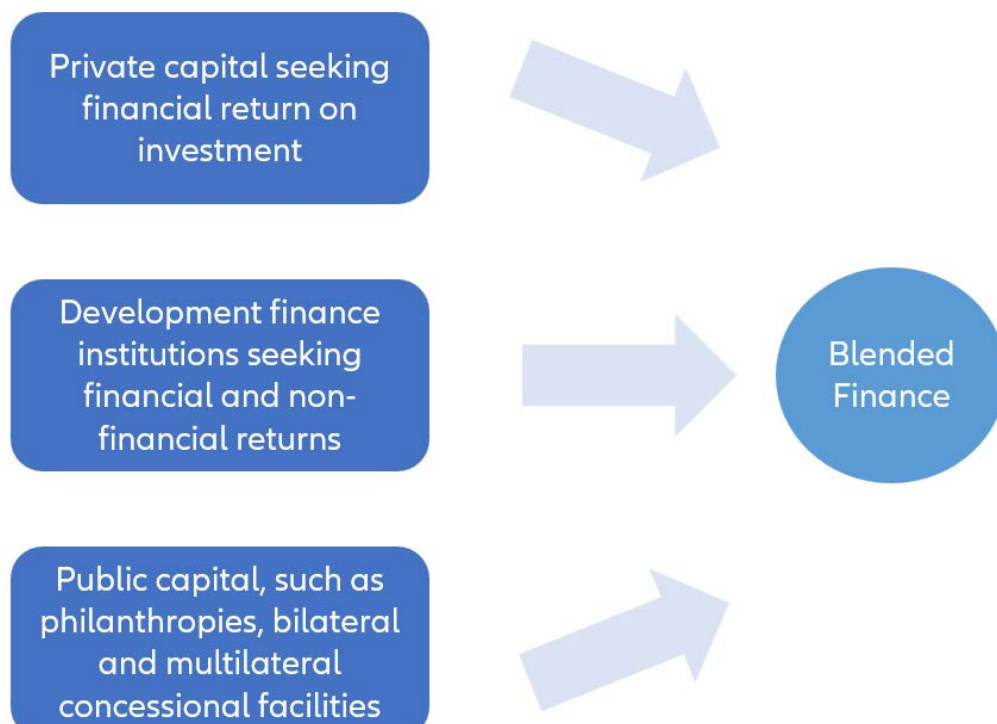 Private capital seeking
financial return on
investment
Development finance
institutions seeking
financial and non-
financial returns
Blended
Finance
Public capital, such as
philanthropies, bilateral
and multilateral
concessional facilities